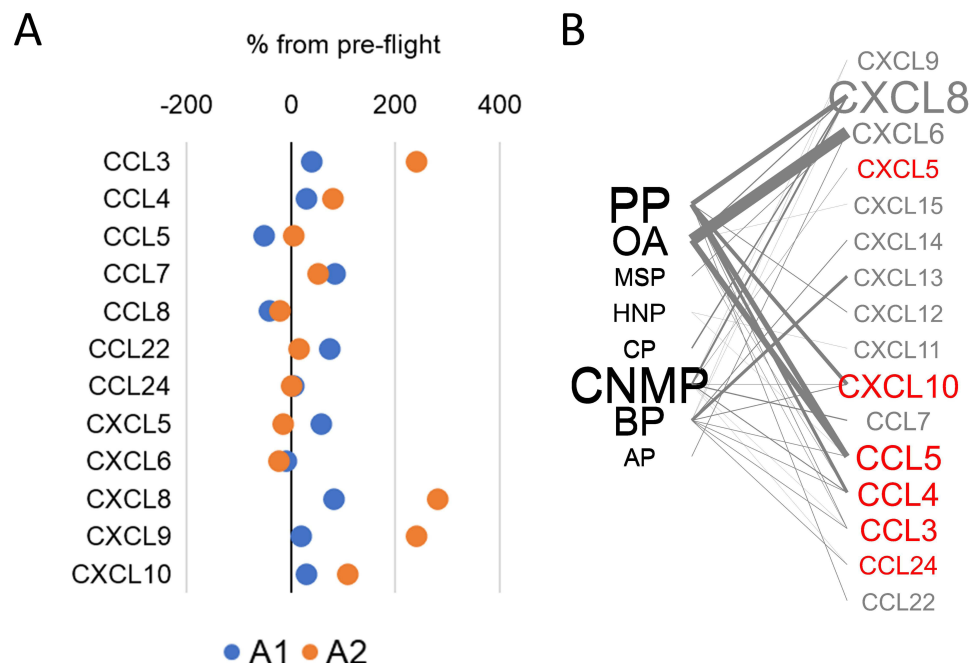 A
% from pre-flight
-200 0 200 400
CCL3
CCL4
CCL5
CCL7
CCL8
CCL22
CCL24
CXCL5
CXCL6
CXCL8
CXCL9
CXCL10
A1 A2
B
PP
OA
MSP
HNP
CP
CNMP
BP
AP
CXCL9
CXCL8
CXCL6
CXCL5
CXCL15
CXCL14
CXCL13
CXCL12
CXCL11
CXCL10
CCL7
CCL5
CCL4
CCL3
CCL24
CCL22